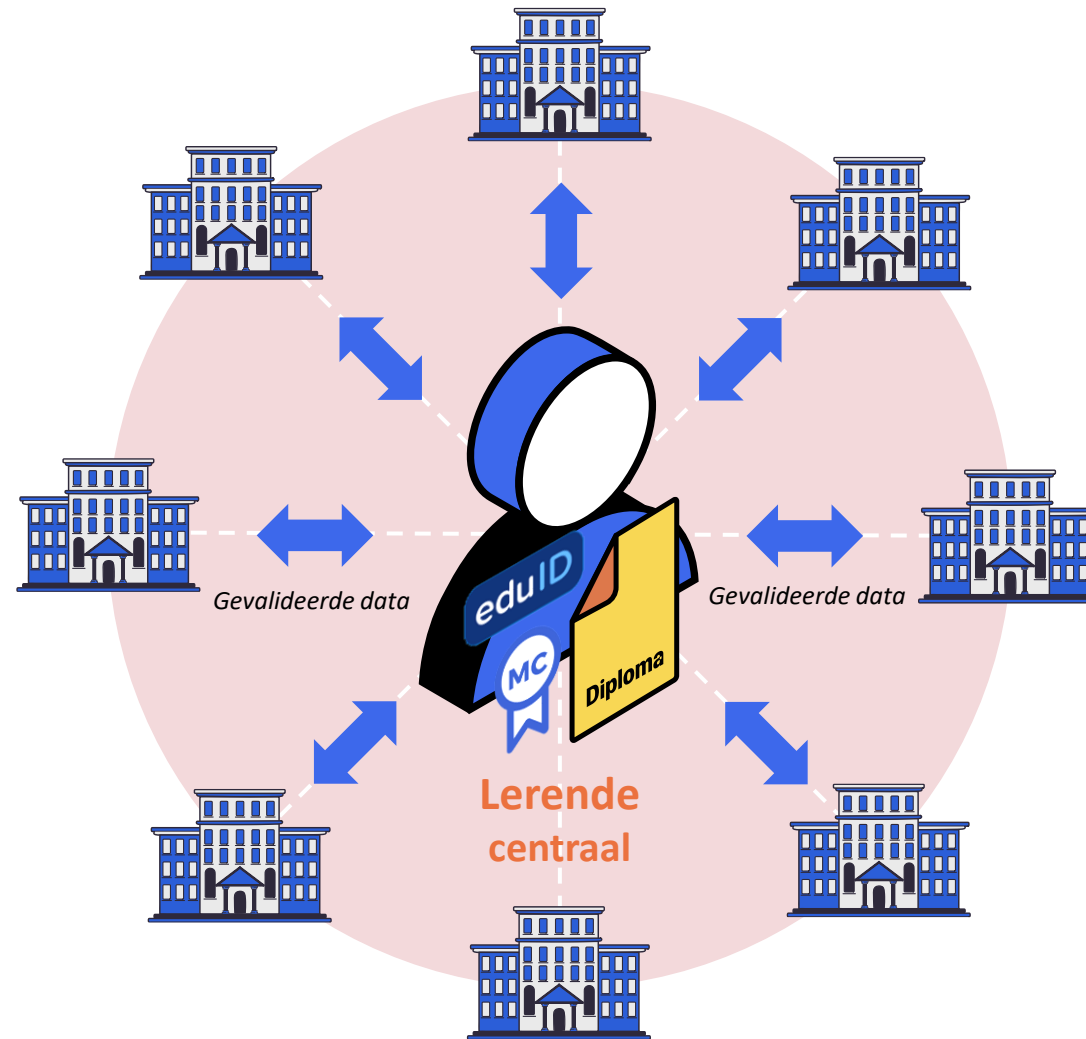 Gevalideerde data
Gevalideerde data
eduID
MC
Diploma
Lerende
centraal